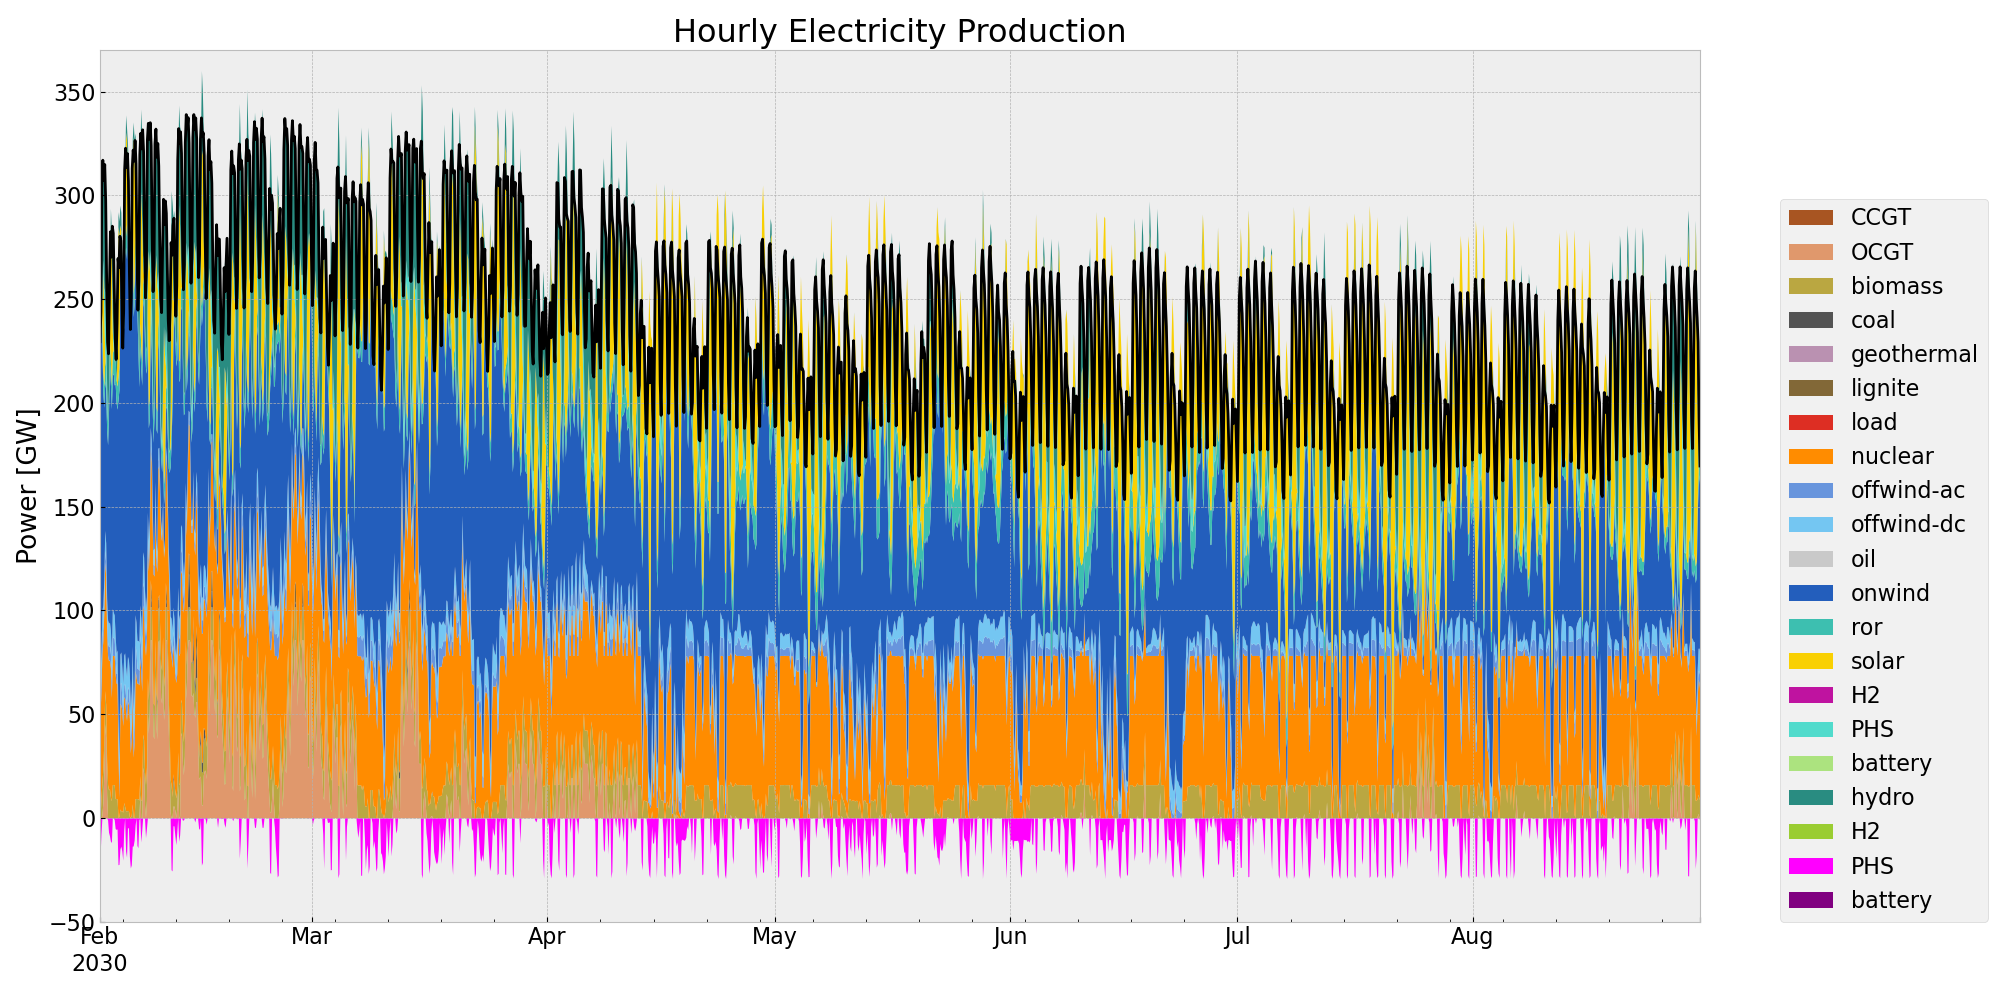 Hourly Electricity Production
Power [GW]
350
300
250
200
150
100
50
0
−50
Feb
2030
Mar
Apr
May
Jun
Jul
Aug
CCGT
OCGT
biomass
coal
geothermal
lignite
load
nuclear
offwind-ac
offwind-dc
oil
onwind
ror
solar
H2
PHS
battery
hydro
H2
PHS
battery